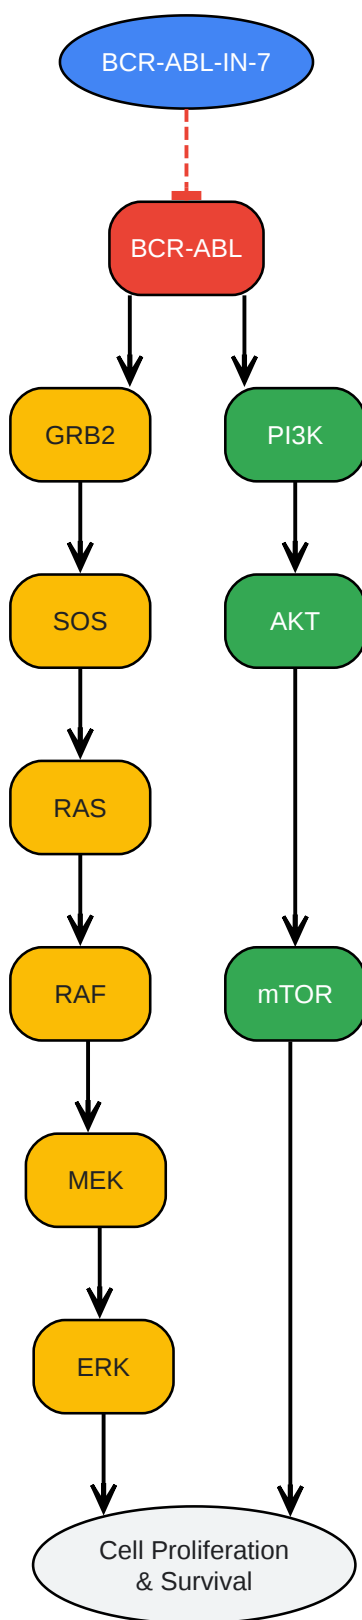 BCR-ABL-IN-7
BCR-ABL
GRB2
PI3K
SOS
AKT
RAS
RAF
mTOR
MEK
ERK
Cell Proliferation
& Survival